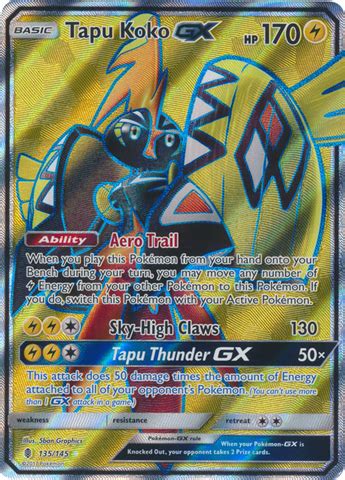 BASIC Tapu Koko GX HP 170
Ability Aero Trail
When you play this Pokémon from your hand onto your
Bench during your turn, you may move any number of
Energy from your other Pokémon to this Pokémon. If
you do, switch this Pokémon with your Active Pokémon.
Sky-High Claws 130
Tapu Thunder GX 50×
This attack does 50 damage times the amount of Energy
attached to all of your opponent's Pokémon. (You can't use more
than 1 GX attack in a game.)
weakness resistance retreat
Illus. 5ban Graphics
Pokémon-GX rule
When your Pokémon-GX is
Knocked Out, your opponent takes 2 Prize cards.
135/145